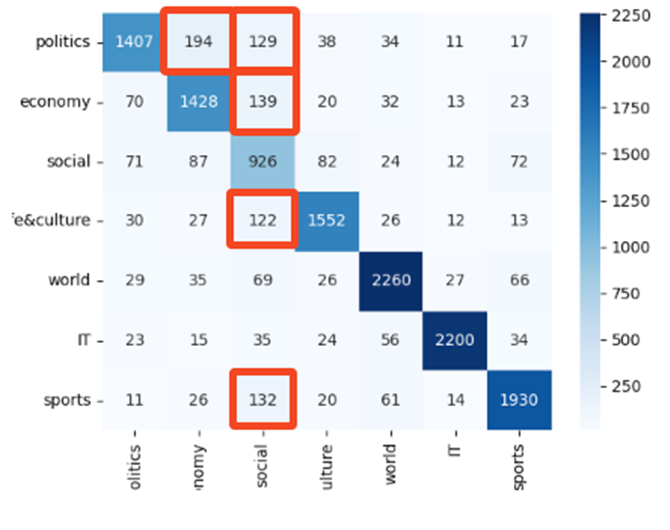 politics 1407 194 129 38 34 11 17
economy 70 1428 139 20 32 13 23
social 71 87 926 82 24 12 72
fe&culture 30 27 122 1552 26 12 13
world 29 35 69 26 2260 27 66
IT 23 15 35 24 56 2200 34
sports 11 26 132 20 61 14 1930
olitics
nomy
social
ulture
world
IT
sports
2250
2000
1750
1500
1250
1000
750
500
250